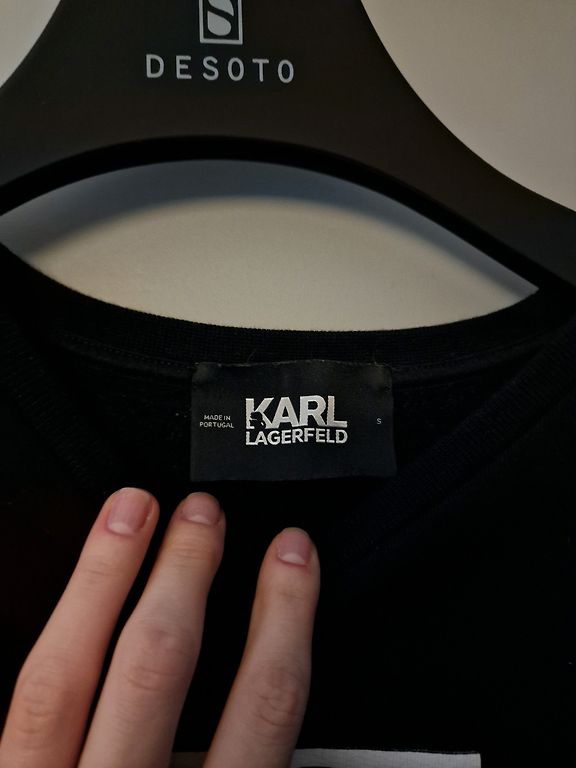 DESOTO
MADE IN
PORTUGAL
KARL
LAGERFELD
S